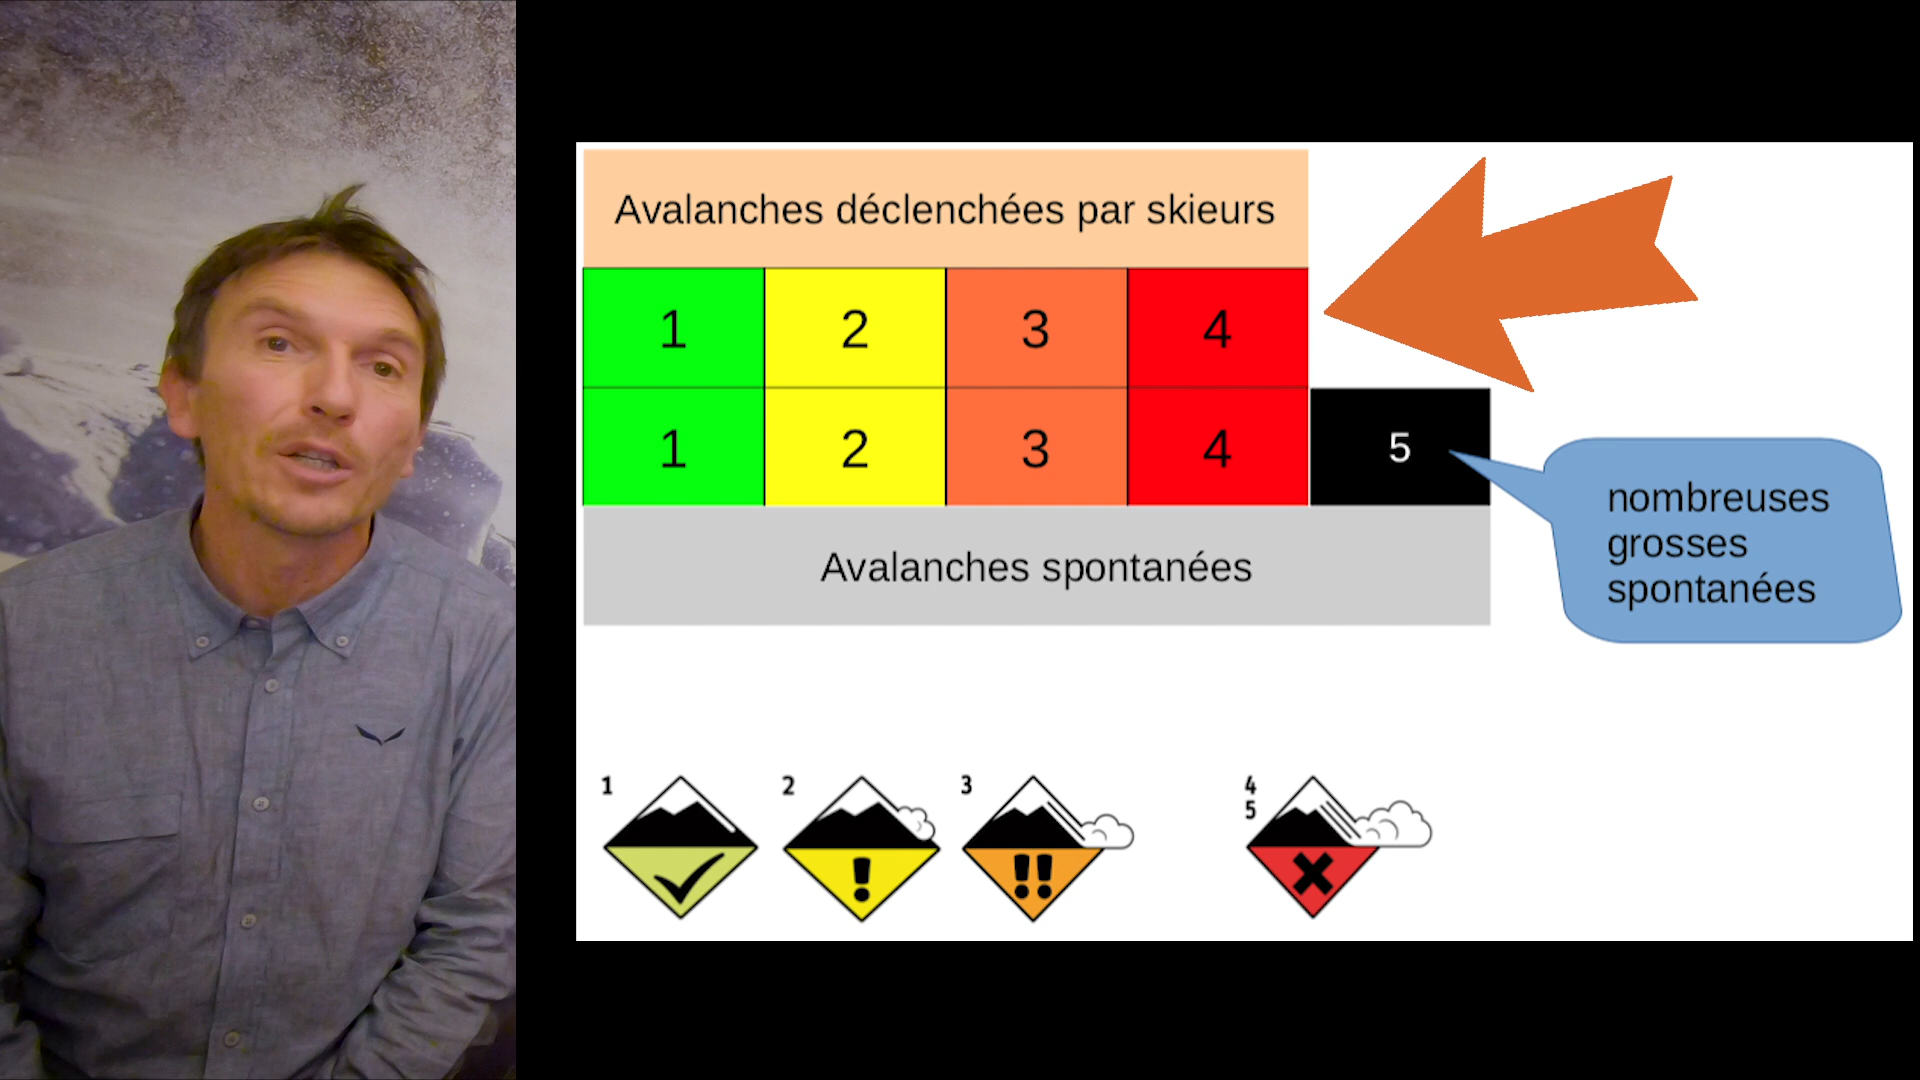 Avalanches déclenchées par skieurs
1 2 3 4
1 2 3 4 5
nombreuses
grosses
spontanées
Avalanches spontanées
1 2 3 4
5
! !!